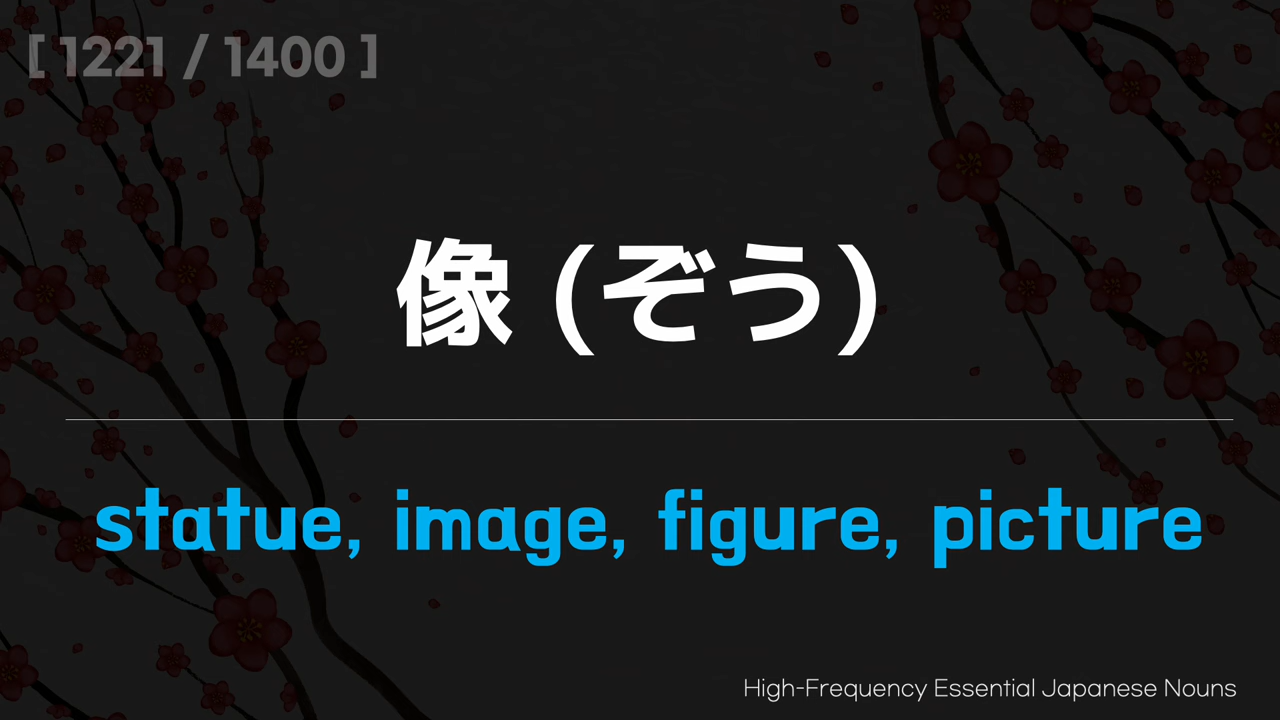 [ 1221 / 1400 ]
像 (ぞう)
statue, image, figure, picture
High-Frequency Essential Japanese Nouns